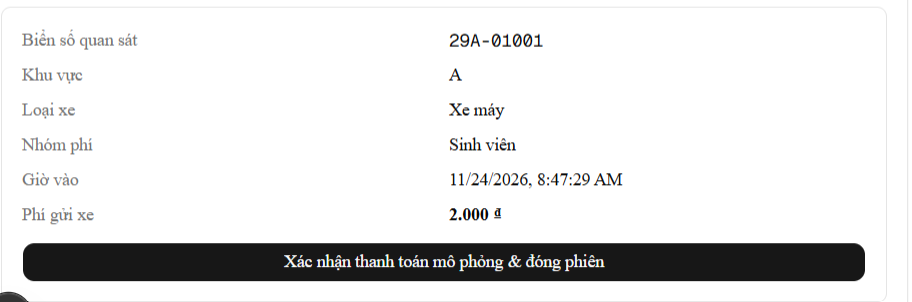 Biển số quan sát 29A-01001
Khu vực A
Loại xe Xe máy
Nhóm phí Sinh viên
Giờ vào 11/24/2026, 8:47:29 AM
Phí gửi xe 2.000 ₫
Xác nhận thanh toán mô phỏng & đóng phiên